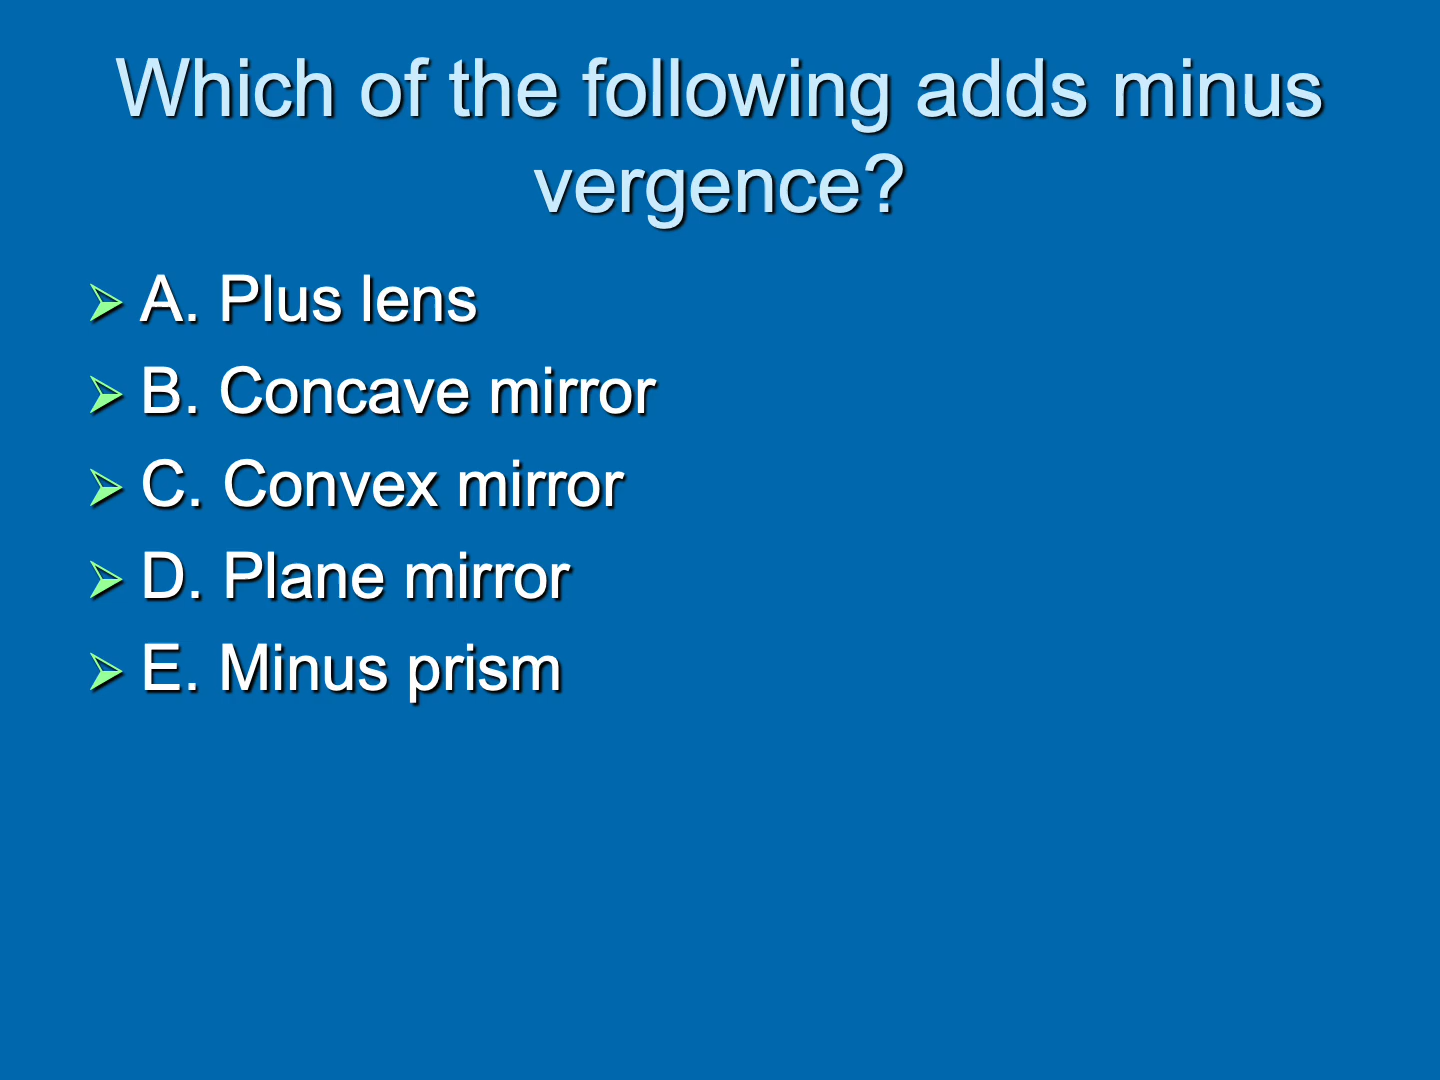 Which of the following adds minus
vergence?
➢ A. Plus lens
➢ B. Concave mirror
➢ C. Convex mirror
➢ D. Plane mirror
➢ E. Minus prism